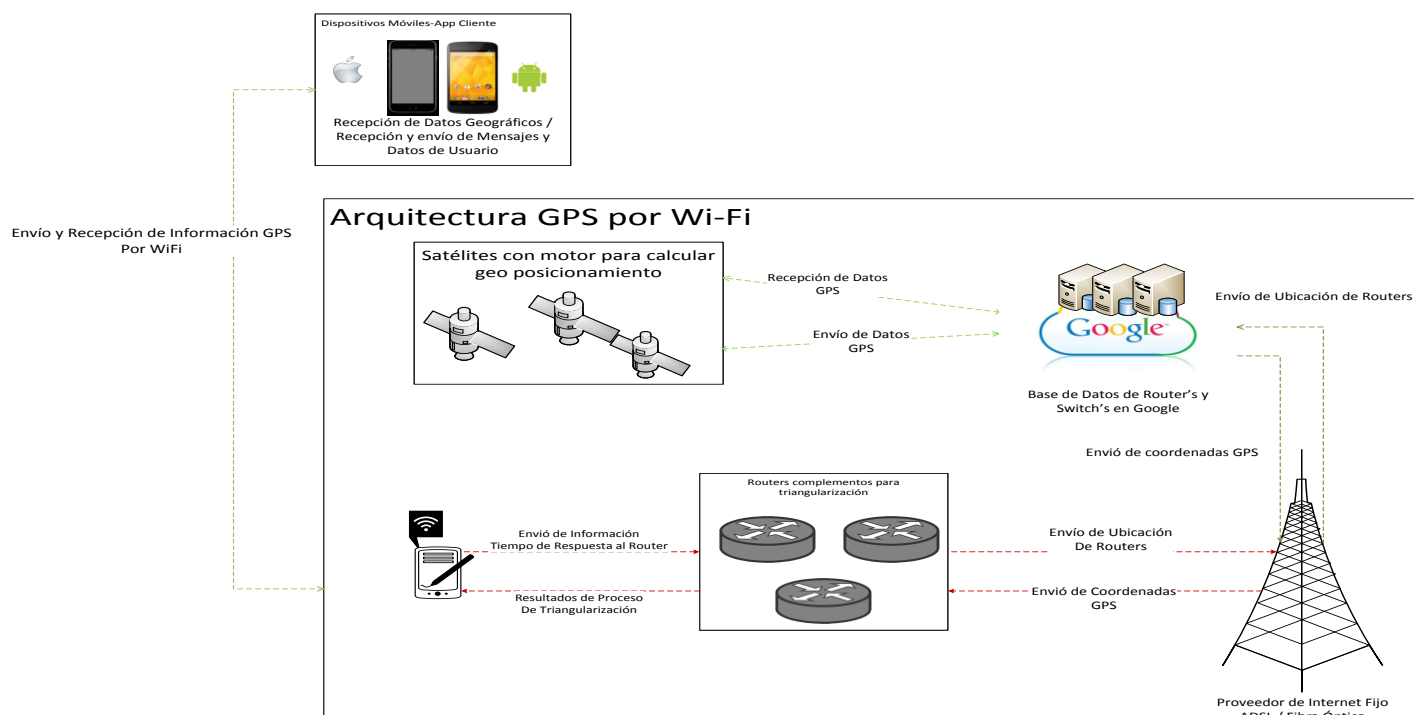 Dispositivos Móviles-App Cliente
Recepción de Datos Geográficos /
Recepción y envío de Mensajes y
Datos de Usuario
Envío y Recepción de Información GPS
Por WiFi
Arquitectura GPS por Wi-Fi
Satélites con motor para calcular
geo posicionamiento
Recepción de Datos
GPS
Envío de Datos
GPS
Google
Base de Datos de Router's y
Switch's en Google
Envío de Ubicación de Routers
Envió de coordenadas GPS
Routers complementos para
triangularización
Envió de Información
Tiempo de Respuesta al Router
Resultados de Proceso
De Triangularización
Envío de Ubicación
De Routers
Envió de Coordenadas
GPS
Proveedor de Internet Fijo
ADSL / Fibra Óptica